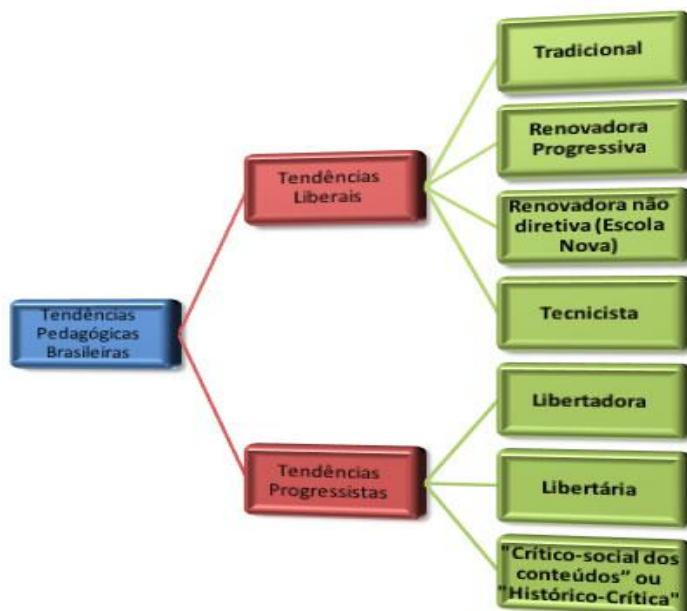 Tendências
Pedagógicas
Brasileiras
Tendências
Liberais
Tradicional
Renovadora
Progressiva
Renovadora não
diretiva (Escola
Nova)
Tecnicista
Tendências
Progressistas
Libertadora
Libertária
"Crítico-social dos
conteúdos” ou
"Histórico-Crítica"